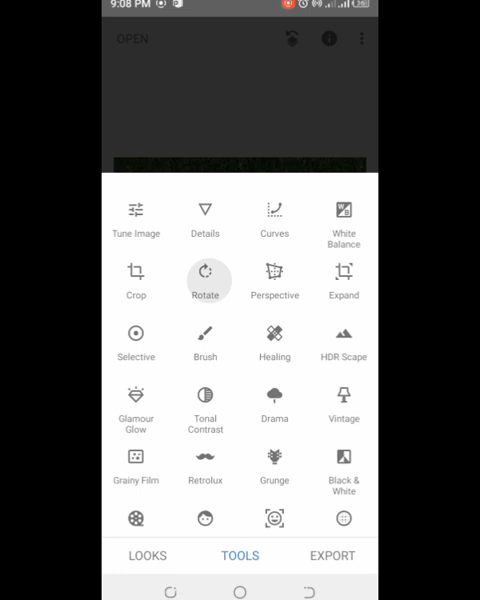 9:08 PM
OPEN
Tune Image Details Curves White Balance
Crop Rotate Perspective Expand
Selective Brush Healing HDR Scape
Glamour Glow Tonal Contrast Drama Vintage
Grainy Film Retrolux Grunge Black & White
LOOKS TOOLS EXPORT